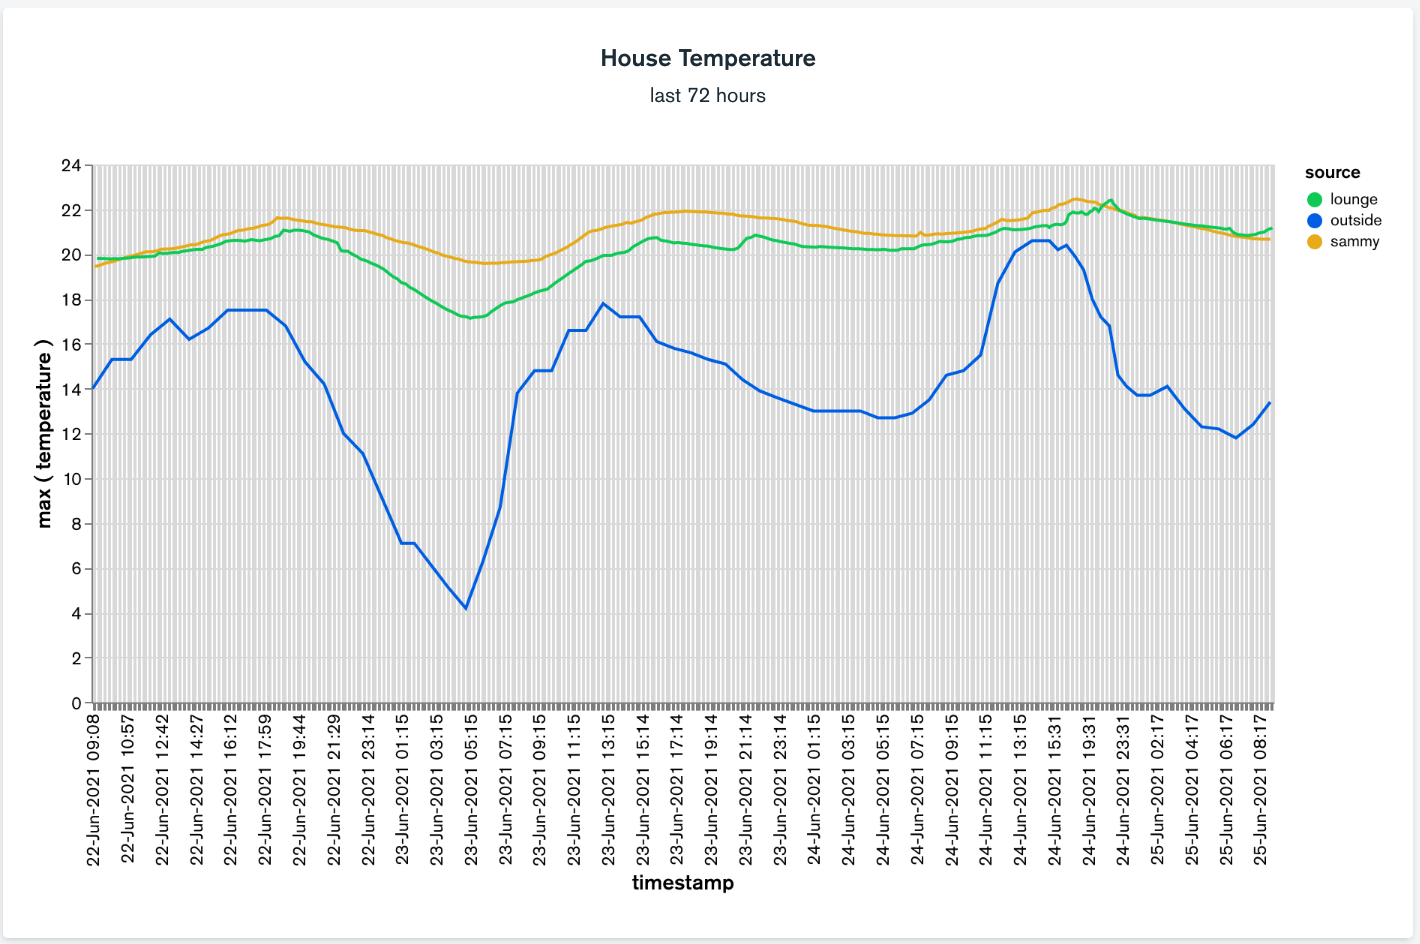 House Temperature
last 72 hours
24
22
20
18
16
14
12
10
8
6
4
2
0
max ( temperature )
22-Jun-2021 09:08
22-Jun-2021 10:57
22-Jun-2021 12:42
22-Jun-2021 14:27
22-Jun-2021 16:12
22-Jun-2021 17:59
22-Jun-2021 19:44
22-Jun-2021 21:29
22-Jun-2021 23:14
23-Jun-2021 01:15
23-Jun-2021 03:15
23-Jun-2021 05:15
23-Jun-2021 07:15
23-Jun-2021 09:15
23-Jun-2021 11:15
23-Jun-2021 13:15
23-Jun-2021 15:14
23-Jun-2021 17:14
23-Jun-2021 19:14
23-Jun-2021 21:14
23-Jun-2021 23:14
24-Jun-2021 01:15
24-Jun-2021 03:15
24-Jun-2021 05:15
24-Jun-2021 07:15
24-Jun-2021 09:15
24-Jun-2021 11:15
24-Jun-2021 13:15
24-Jun-2021 15:31
24-Jun-2021 19:31
24-Jun-2021 23:31
25-Jun-2021 02:17
25-Jun-2021 04:17
25-Jun-2021 06:17
25-Jun-2021 08:17
timestamp
source
lounge
outside
sammy